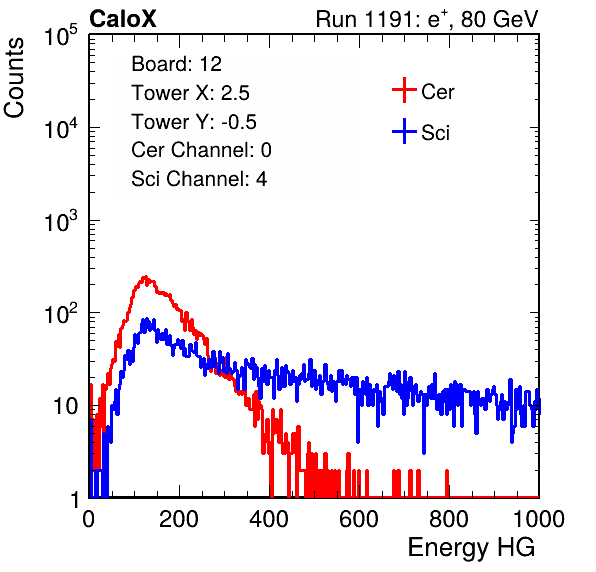 CaloX Run 1191: e⁺, 80 GeV
Counts
10⁵
10⁴
10³
10²
10
1
Board: 12
Tower X: 2.5
Tower Y: -0.5
Cer Channel: 0
Sci Channel: 4
Cer
Sci
0 200 400 600 800 1000
Energy HG